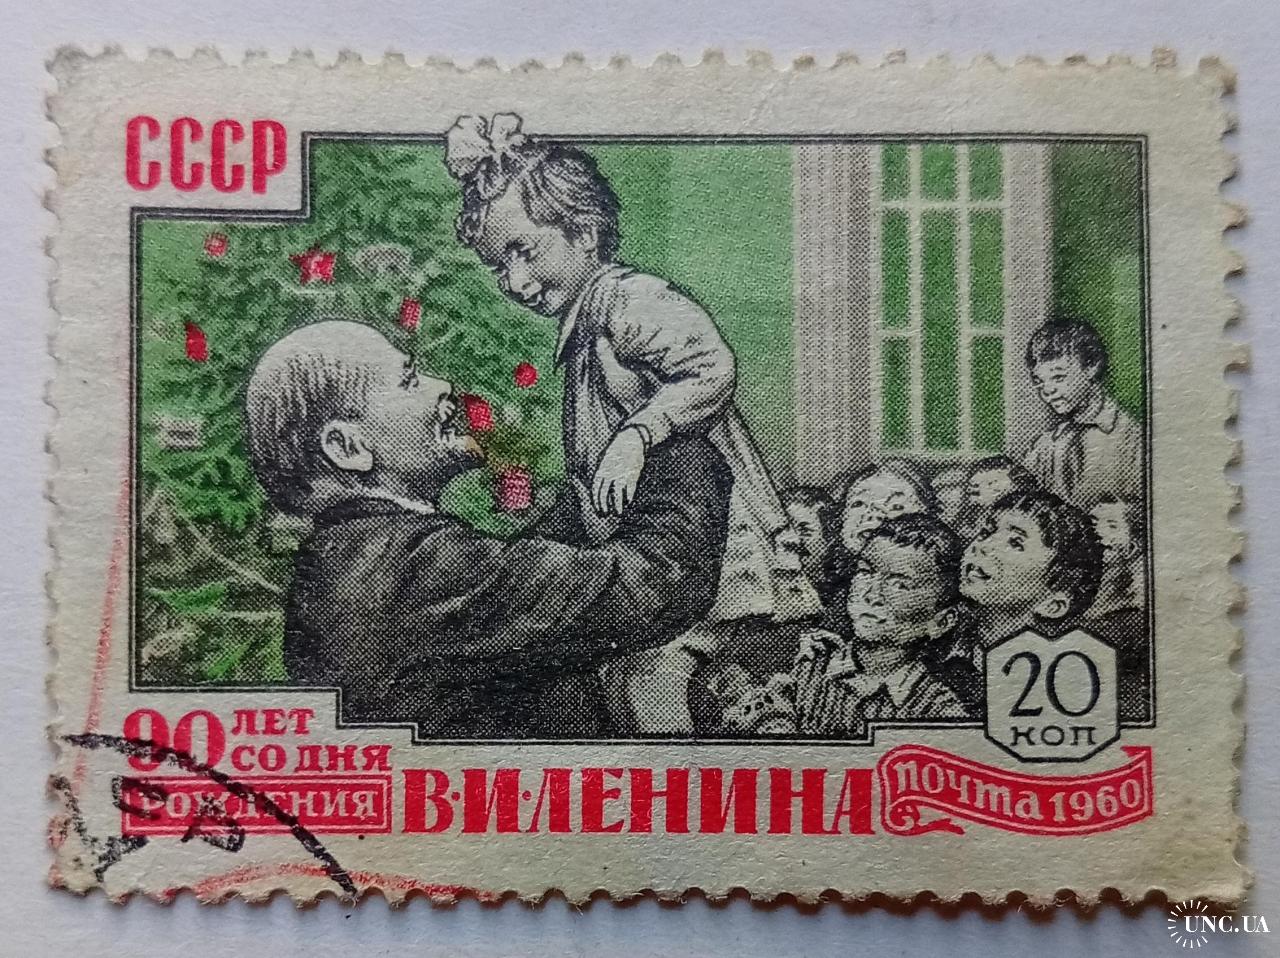 СССР
20
КОП
90 ЛЕТ
СО ДНЯ
РОЖДЕНИЯ
В·И·ЛЕНИНА
ПОЧТА 1960
UNC.UA